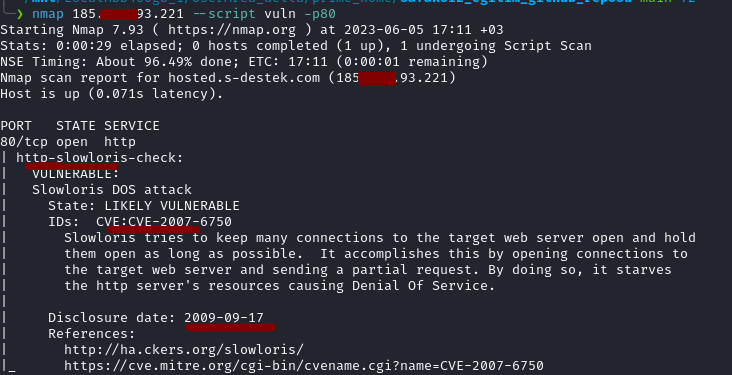 ❯ nmap 185. 93.221 --script vuln -p80
Starting Nmap 7.93 ( https://nmap.org ) at 2023-06-05 17:11 +03
Stats: 0:00:29 elapsed; 0 hosts completed (1 up), 1 undergoing Script Scan
NSE Timing: About 96.49% done; ETC: 17:11 (0:00:01 remaining)
Nmap scan report for hosted.s-destek.com (185 .93.221)
Host is up (0.071s latency).
PORT   STATE SERVICE
80/tcp open  http
| http-slowloris-check:
|   VULNERABLE:
|   Slowloris DOS attack
|     State: LIKELY VULNERABLE
|     IDs:  CVE:CVE-2007-6750
|       Slowloris tries to keep many connections to the target web server open and hold
|       them open as long as possible.  It accomplishes this by opening connections to
|       the target web server and sending a partial request. By doing so, it starves
|       the http server's resources causing Denial Of Service.
|
|     Disclosure date: 2009-09-17
|     References:
|       http://ha.ckers.org/slowloris/
|_      https://cve.mitre.org/cgi-bin/cvename.cgi?name=CVE-2007-6750